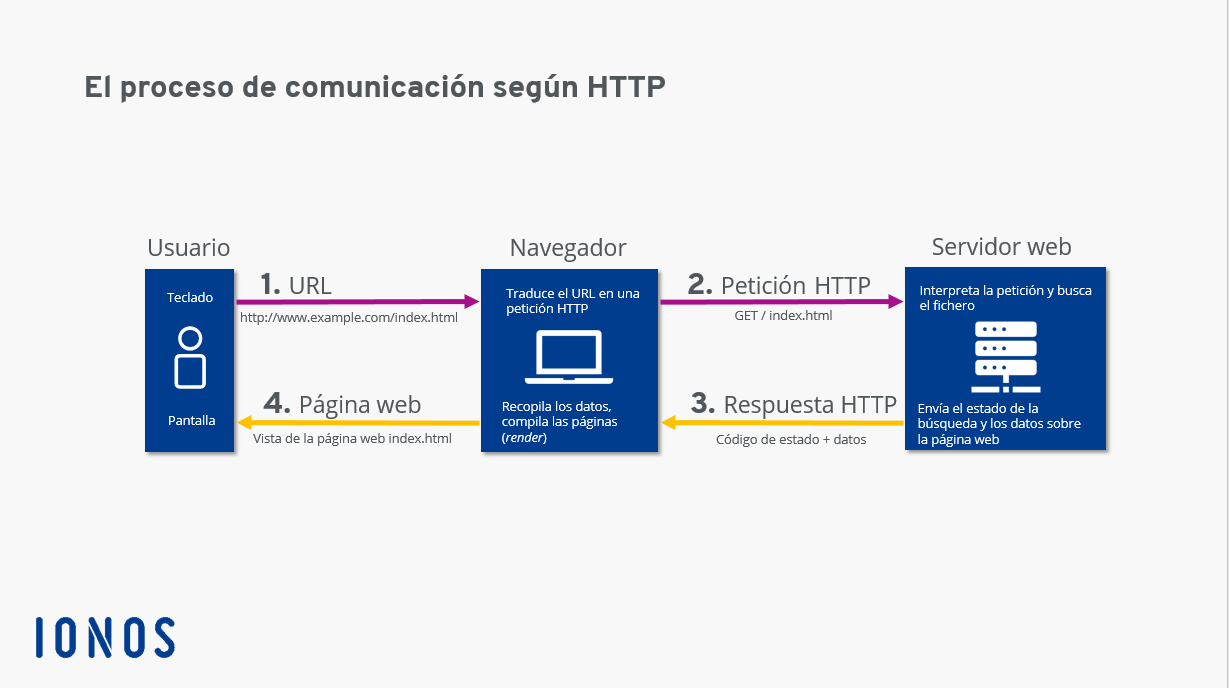 El proceso de comunicación según HTTP
Usuario
Navegador
Servidor web
Teclado
Pantalla
1. URL
http://www.example.com/index.html
Traduce el URL en una
petición HTTP
2. Petición HTTP
GET / index.html
Interpreta la petición y busca
el fichero
Envía el estado de la
búsqueda y los datos sobre
la página web
3. Respuesta HTTP
Código de estado + datos
Recopila los datos,
compila las páginas
(render)
4. Página web
Vista de la página web index.html
IONOS